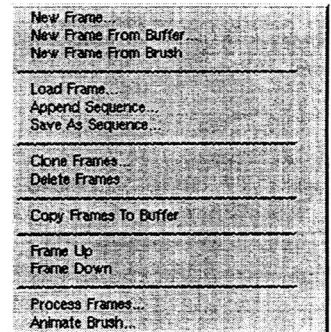 New Frame...
New Frame From Buffer...
New Frame From Brush
Load Frame...
Append Sequence...
Save As Sequence...
Clone Frames...
Delete Frames
Copy Frames To Buffer
Frame Up
Frame Down
Process Frames...
Animate Brush...